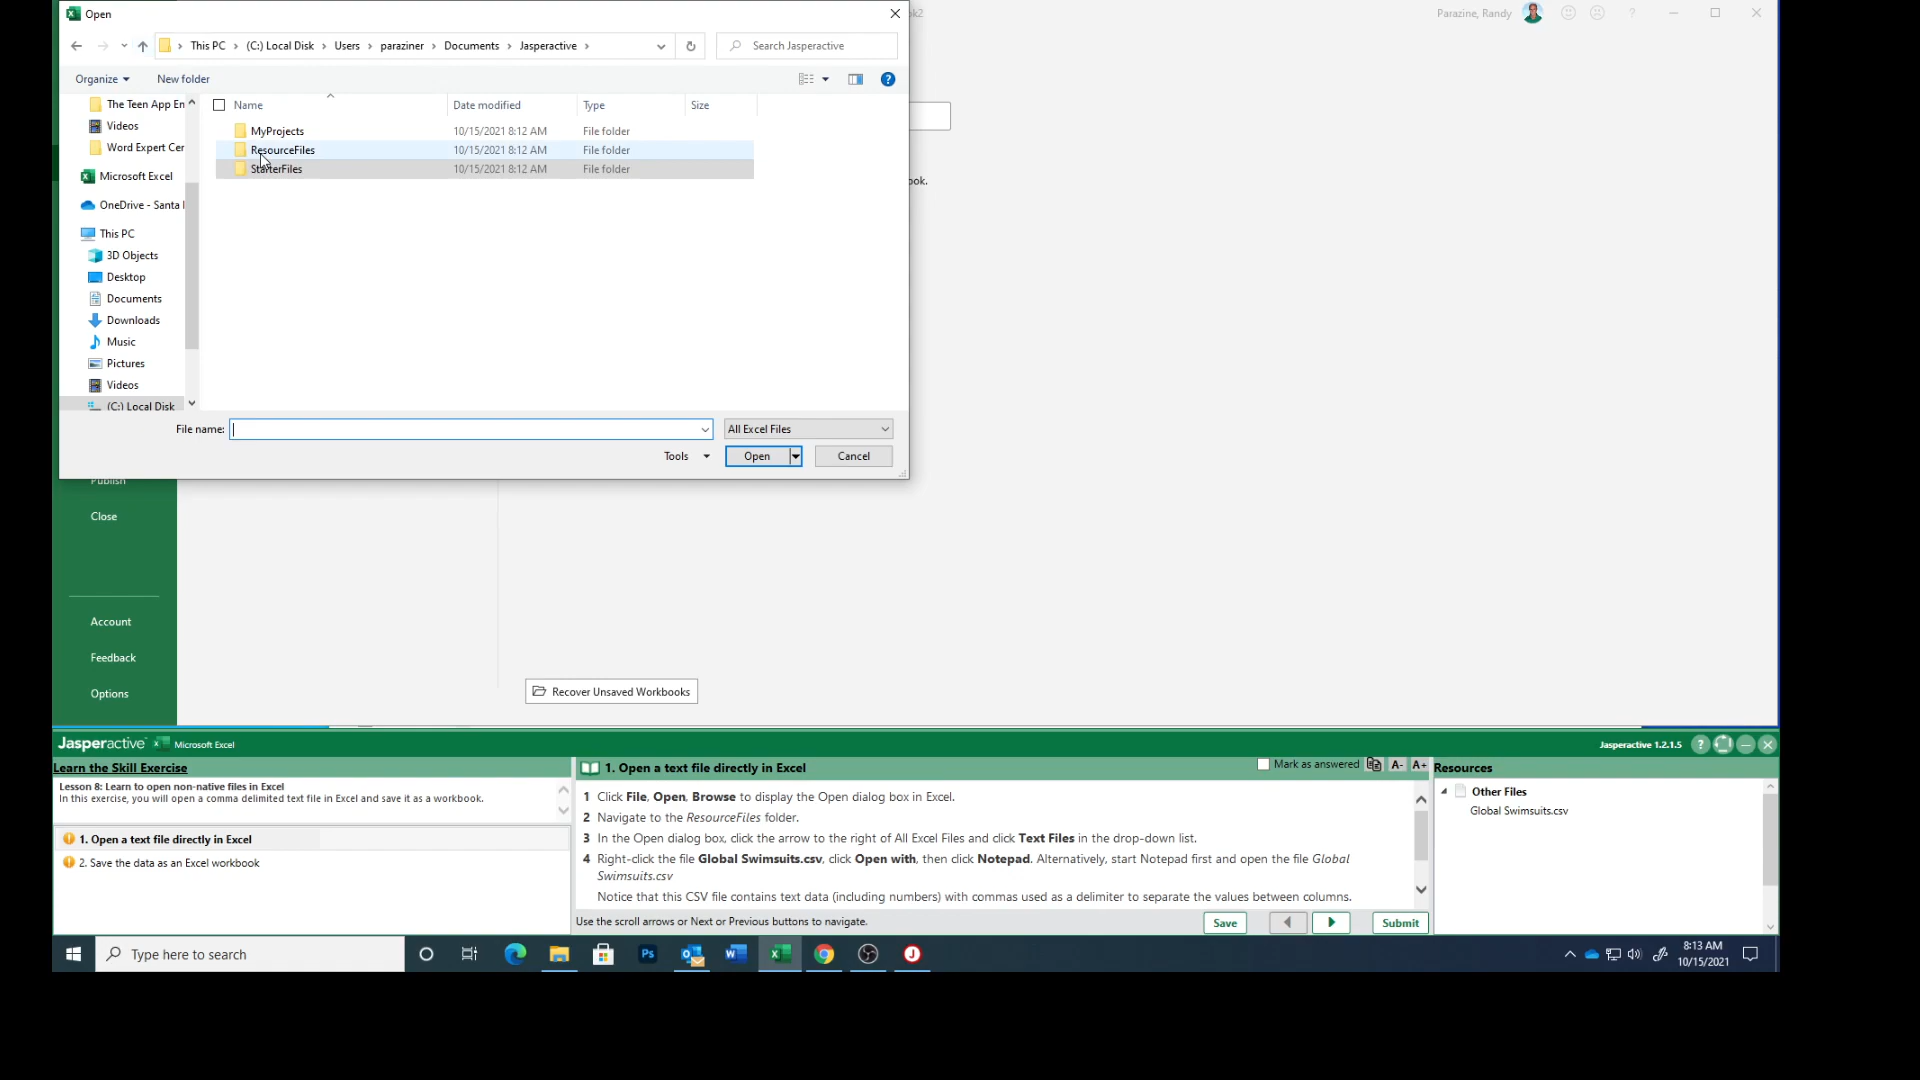 Open
ok2
Parazine, Randy
This PC > (C:) Local Disk > Users > paraziner > Documents > Jasperactive >
Search Jasperactive
Organize
New folder
Name
Date modified
Type
Size
The Teen App En
Videos
Word Expert Cer
Microsoft Excel
OneDrive - Santa
This PC
3D Objects
Desktop
Documents
Downloads
Music
Pictures
Videos
(C:) Local Disk
MyProjects 10/15/2021 8:12 AM File folder
ResourceFiles 10/15/2021 8:12 AM File folder
StarterFiles 10/15/2021 8:12 AM File folder
ook.
File name:
All Excel Files
Tools
Open
Cancel
Publish
Close
Account
Feedback
Options
Recover Unsaved Workbooks
Jasperactive Microsoft Excel
Jasperactive 1.2.1.5
Learn the Skill Exercise
Lesson 8: Learn to open non-native files in Excel
In this exercise, you will open a comma delimited text file in Excel and save it as a workbook.
1. Open a text file directly in Excel
2. Save the data as an Excel workbook
1. Open a text file directly in Excel
Mark as answered
A-
A+
1 Click File, Open, Browse to display the Open dialog box in Excel.
2 Navigate to the ResourceFiles folder.
3 In the Open dialog box, click the arrow to the right of All Excel Files and click Text Files in the drop-down list.
4 Right-click the file Global Swimsuits.csv, click Open with, then click Notepad. Alternatively, start Notepad first and open the file Global
Swimsuits.csv
Notice that this CSV file contains text data (including numbers) with commas used as a delimiter to separate the values between columns.
Use the scroll arrows or Next or Previous buttons to navigate.
Save
Submit
Resources
Other Files
Global Swimsuits.csv
Type here to search
Ps
8:13 AM
10/15/2021